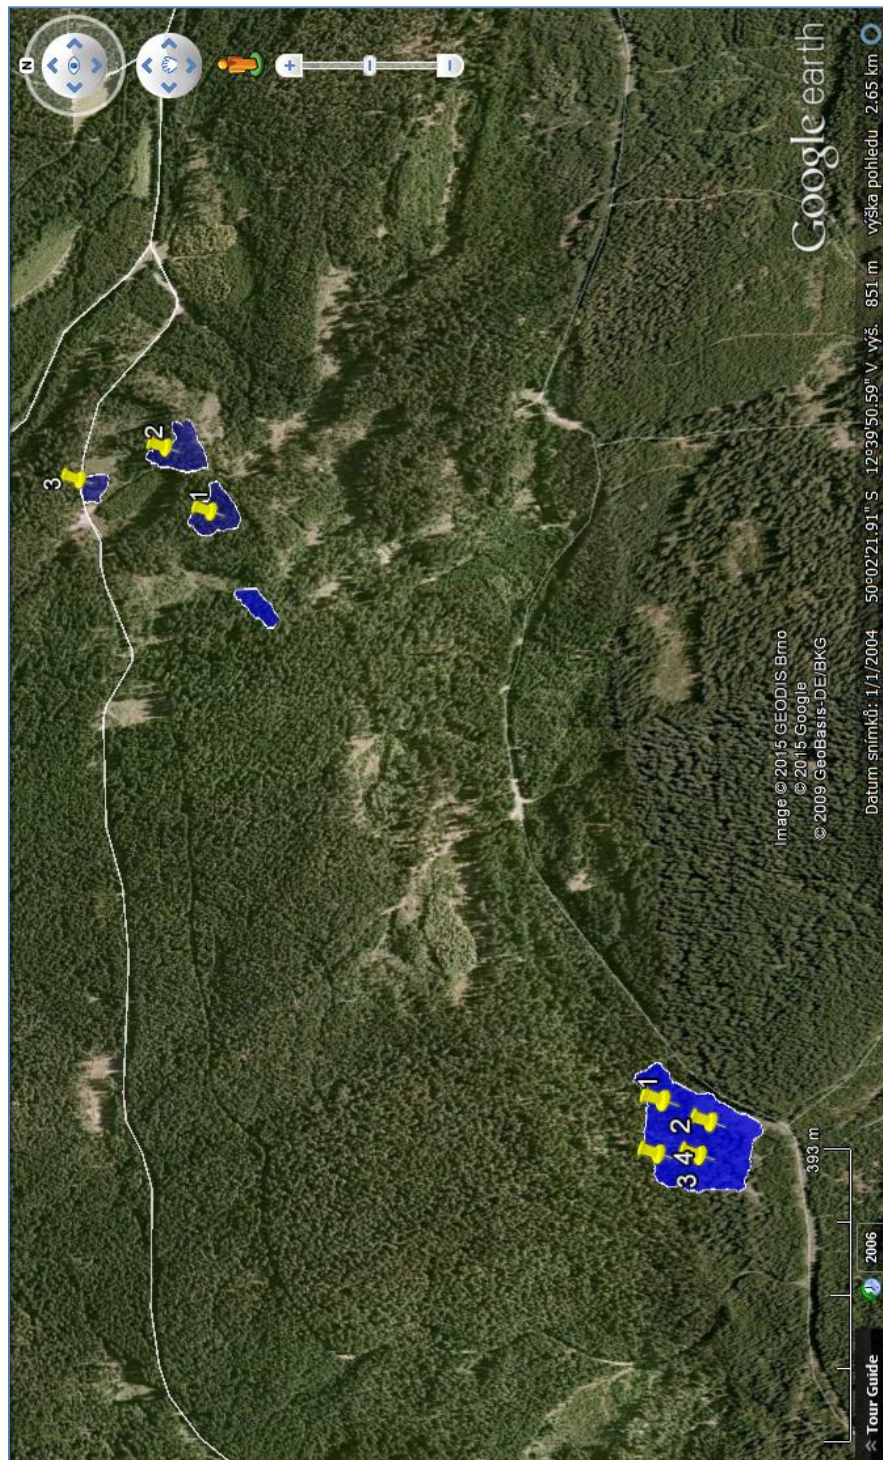 N
3
2
1
1
2
4
3
393 m
Image © 2015 GEODIS Brno
© 2015 Google
© 2009 GeoBasis-DE/BKG
Google earth
Tour Guide
2006
Datum snímků: 1/1/2004 50°02'21.91" S 12°39'50.59" V výš. 851 m výška pohledu 2.65 km